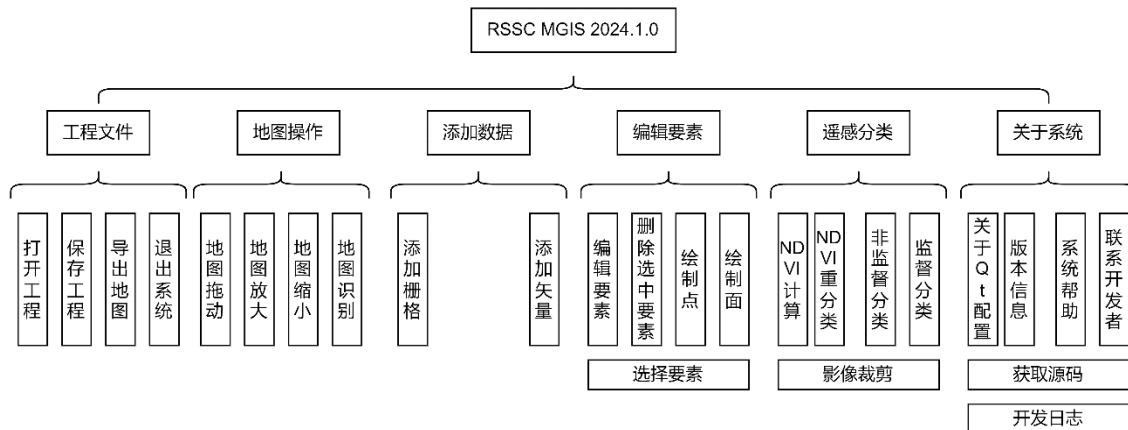 RSSC MGIS 2024.1.0
工程文件
地图操作
添加数据
编辑要素
遥感分类
关于系统
打开工程
保存工程
导出地图
退出系统
地图拖动
地图放大
地图缩小
地图识别
添加栅格
添加矢量
编辑要素
删除选中要素
绘制点
绘制面
NDVI计算
NDVI重分类
非监督分类
监督分类
关于Qt配置
版本信息
系统帮助
联系开发者
选择要素
影像裁剪
获取源码
开发日志